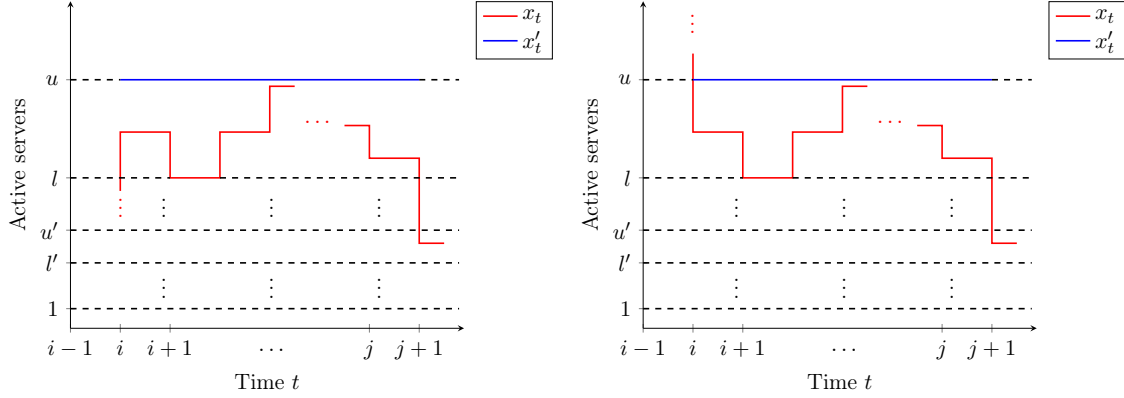 x_t
x'_t
u
l
u'
l'
1
Active servers
i − 1 i i + 1 ⋯ j j + 1
Time t
x_t
x'_t
u
l
u'
l'
1
Active servers
i − 1 i i + 1 ⋯ j j + 1
Time t